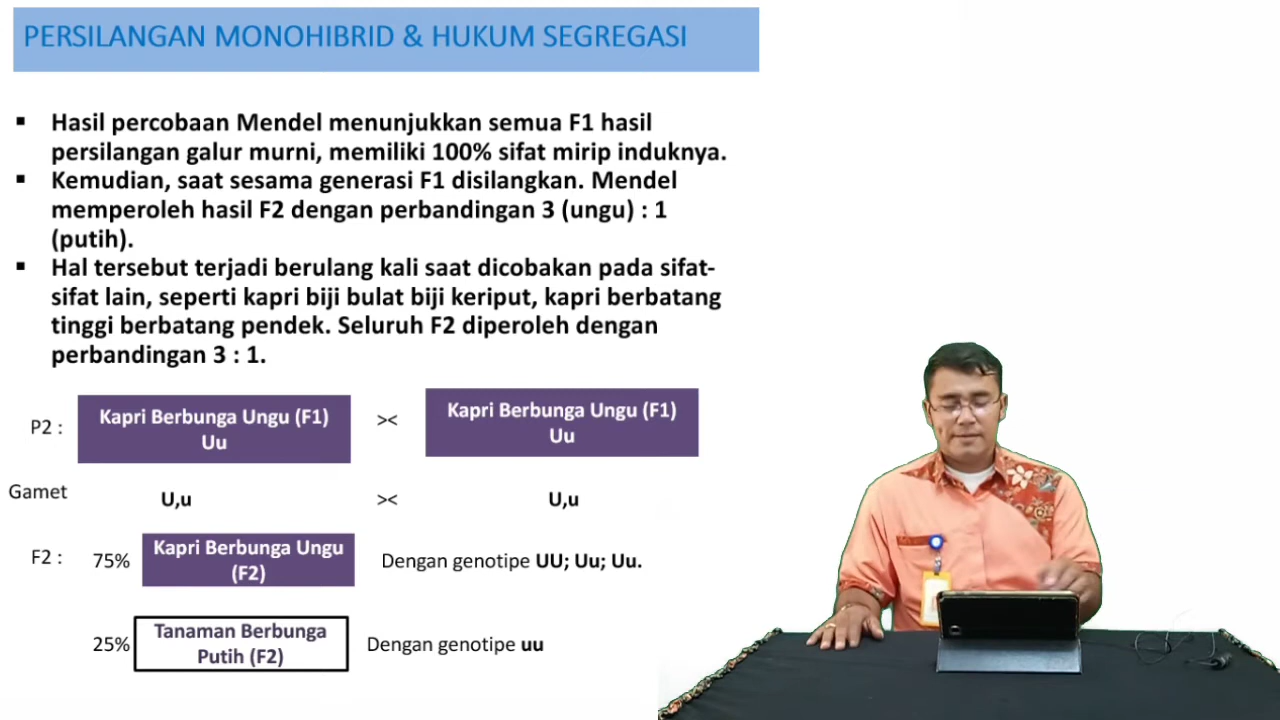 PERSILANGAN MONOHIBRID & HUKUM SEGREGASI
▪ Hasil percobaan Mendel menunjukkan semua F1 hasil
persilangan galur murni, memiliki 100% sifat mirip induknya.
▪ Kemudian, saat sesama generasi F1 disilangkan. Mendel
memperoleh hasil F2 dengan perbandingan 3 (ungu) : 1
(putih).
▪ Hal tersebut terjadi berulang kali saat dicobakan pada sifat-
sifat lain, seperti kapri biji bulat biji keriput, kapri berbatang
tinggi berbatang pendek. Seluruh F2 diperoleh dengan
perbandingan 3 : 1.
P2 :
Kapri Berbunga Ungu (F1)
Uu
><
Kapri Berbunga Ungu (F1)
Uu
Gamet
U,u
><
U,u
F2 :
75%
Kapri Berbunga Ungu
(F2)
Dengan genotipe UU; Uu; Uu.
25%
Tanaman Berbunga
Putih (F2)
Dengan genotipe uu